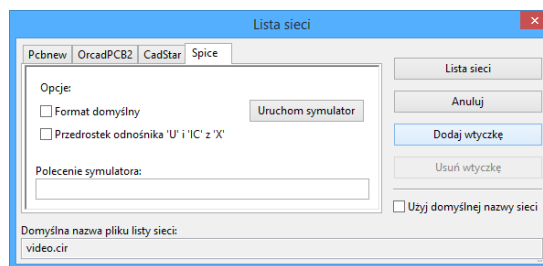 Lista sieci
Pcbnew OrcadPCB2 CadStar Spice
Opcje:
Format domyślny
Uruchom symulator
Przedrostek odnośnika 'U' i 'IC' z 'X'
Polecenie symulatora:
Lista sieci
Anuluj
Dodaj wtyczkę
Usuń wtyczkę
Użyj domyślnej nazwy sieci
Domyślna nazwa pliku listy sieci:
video.cir